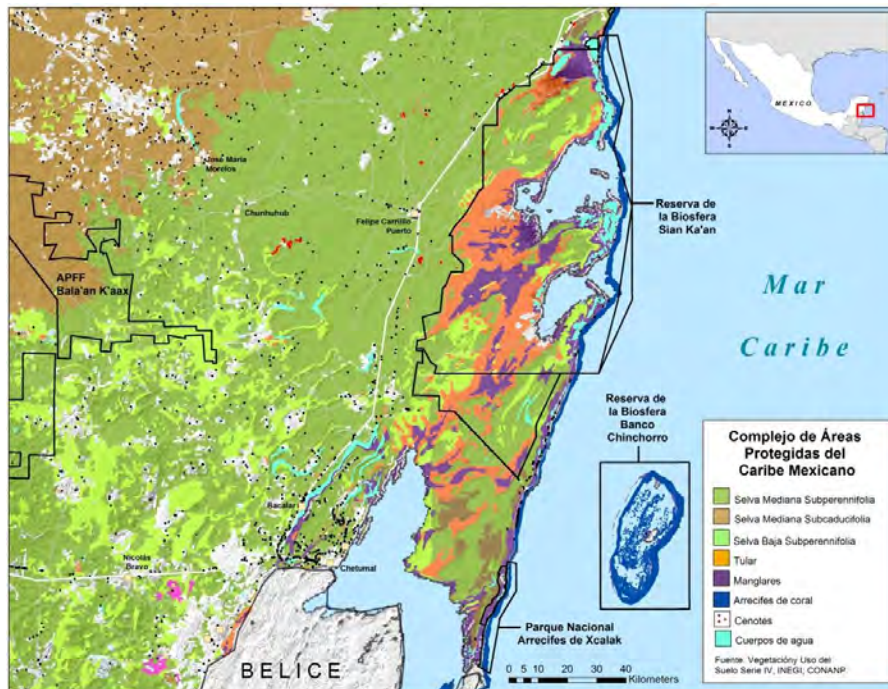 MEXICO
N
W
E
S
José María
Morelos
Chunhuhub
Felipe Carrillo
Puerto
Reserva de
la Biosfera
Sian Ka'an
APFF
Bala'an K'aax
Mar
Caribe
Reserva de
la Biosfera
Banco
Chinchorro
Bacalar
Nicolás
Bravo
Chetumal
BELICE
Parque Nacional
Arrecifes de Xcalak
0 5 10 20 30 40
Kilometers
Complejo de Áreas
Protegidas del
Caribe Mexicano
Selva Mediana Subperennifolia
Selva Mediana Subcaducifolia
Selva Baja Subperennifolia
Tular
Manglares
Arrecifes de coral
Cenotes
Cuerpos de agua
Fuente: Vegetacióny Uso del
Suelo Serie IV, INEGI, CONANP.